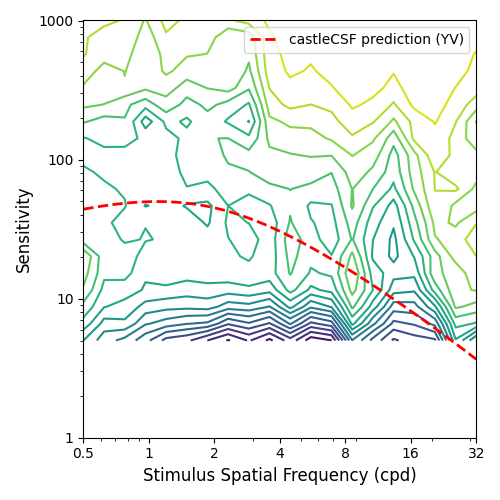 1000
castleCSF prediction (YV)
100
Sensitivity
10
1
0.5 1 2 4 8 16 32
Stimulus Spatial Frequency (cpd)